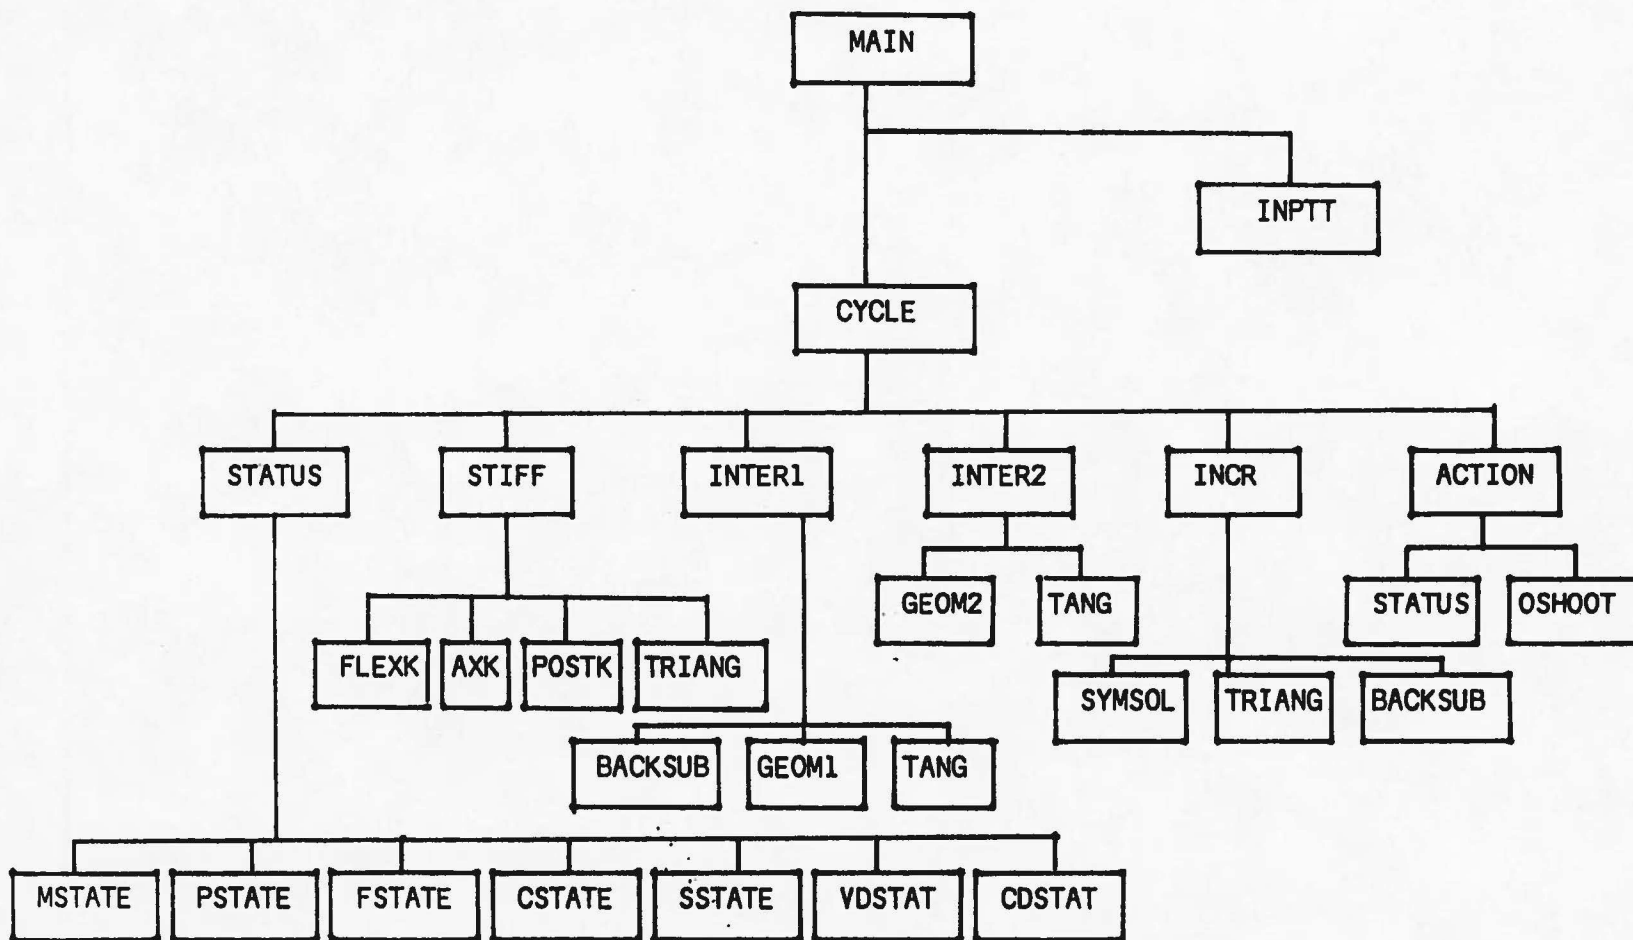 MAIN
INPTT
CYCLE
STATUS STIFF INTER1 INTER2 INCR ACTION
GEOM2 TANG STATUS OSHOOT
FLEXK AXK POSTK TRIANG SYMSOL TRIANG BACKSUB
BACKSUB GEOM1 TANG
MSTATE PSTATE FSTATE CSTATE SSTATE VDSTAT CDSTAT